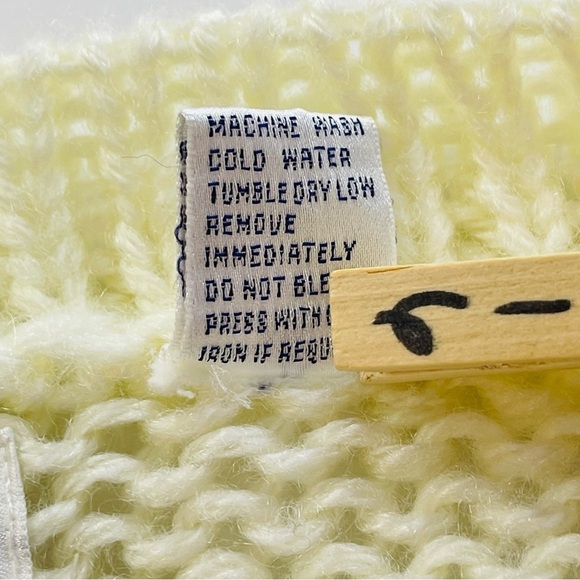 MACHINE WASH
COLD WATER
TUMBLE DRY LOW
REMOVE
IMMEDIATELY
DO NOT BLE
PRESS WITH
IRON IF REQU